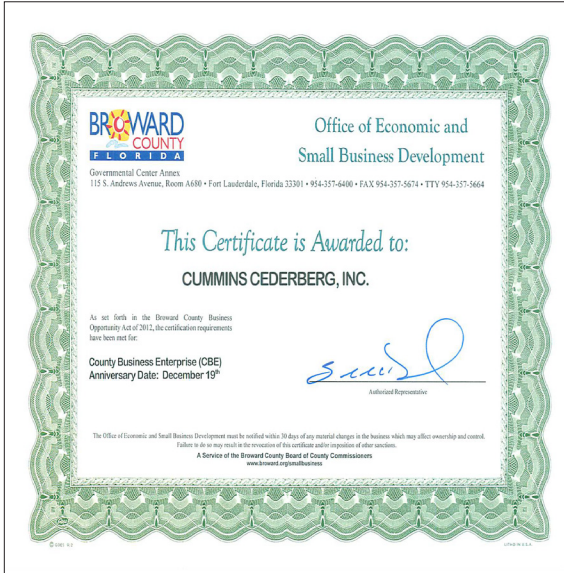 BROWARD
COUNTY
FLORIDA
Office of Economic and
Small Business Development
Governmental Center Annex
115 S. Andrews Avenue, Room A680 • Fort Lauderdale, Florida 33301 • 954-357-6400 • FAX 954-357-5674 • TTY 954-357-5664
This Certificate is Awarded to:
CUMMINS CEDERBERG, INC.
As set forth in the Broward County Business
Opportunity Act of 2012, the certification requirements
have been met for:
County Business Enterprise (CBE)
Anniversary Date: December 19th
Authorized Representative
The Office of Economic and Small Business Development must be notified within 30 days of any material changes in the business which may affect ownership and control.
Failure to do so may result in the revocation of this certificate and/or imposition of other sanctions.
A Service of the Broward County Board of County Commissioners
www.broward.org/smallbusiness
LITHO IN U.S.A.